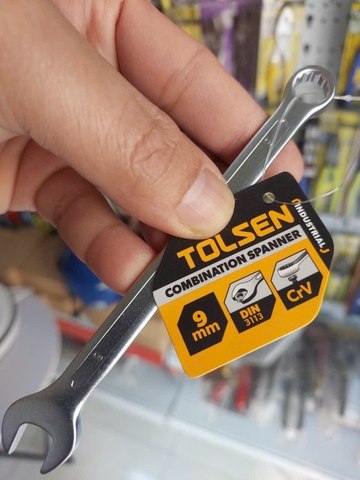 TOLSEN
INDUSTRIAL
COMBINATION SPANNER
9
mm
DIN
3113
CrV